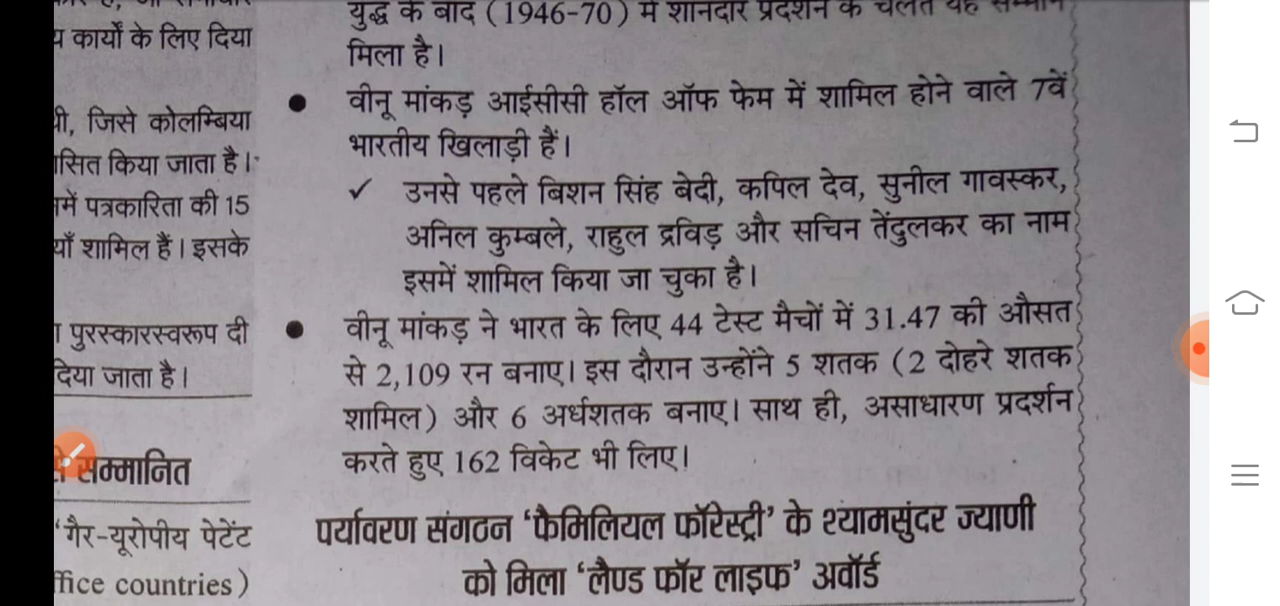 य कार्यों के लिए दिया
थी, जिसे कोलम्बिया
सित किया जाता है।
में पत्रकारिता की 15
याँ शामिल हैं। इसके
पुरस्कारस्वरूप दी
दिया जाता है।
से सम्मानित
'गैर-यूरोपीय पेटेंट
ffice countries)
युद्ध के बाद (1946-70) में शानदार प्रदर्शन के चलते यह सम्मान
मिला है।
● वीनू मांकड़ आईसीसी हॉल ऑफ फेम में शामिल होने वाले 7वें
भारतीय खिलाड़ी हैं।
✓ उनसे पहले बिशन सिंह बेदी, कपिल देव, सुनील गावस्कर,
अनिल कुम्बले, राहुल द्रविड़ और सचिन तेंदुलकर का नाम
इसमें शामिल किया जा चुका है।
● वीनू मांकड़ ने भारत के लिए 44 टेस्ट मैचों में 31.47 की औसत
से 2,109 रन बनाए। इस दौरान उन्होंने 5 शतक (2 दोहरे शतक
शामिल) और 6 अर्धशतक बनाए। साथ ही, असाधारण प्रदर्शन
करते हुए 162 विकेट भी लिए।
पर्यावरण संगठन 'फैमिलियल फॉरेस्ट्री' के श्यामसुंदर ज्याणी
को मिला 'लैण्ड फॉर लाइफ' अवॉर्ड